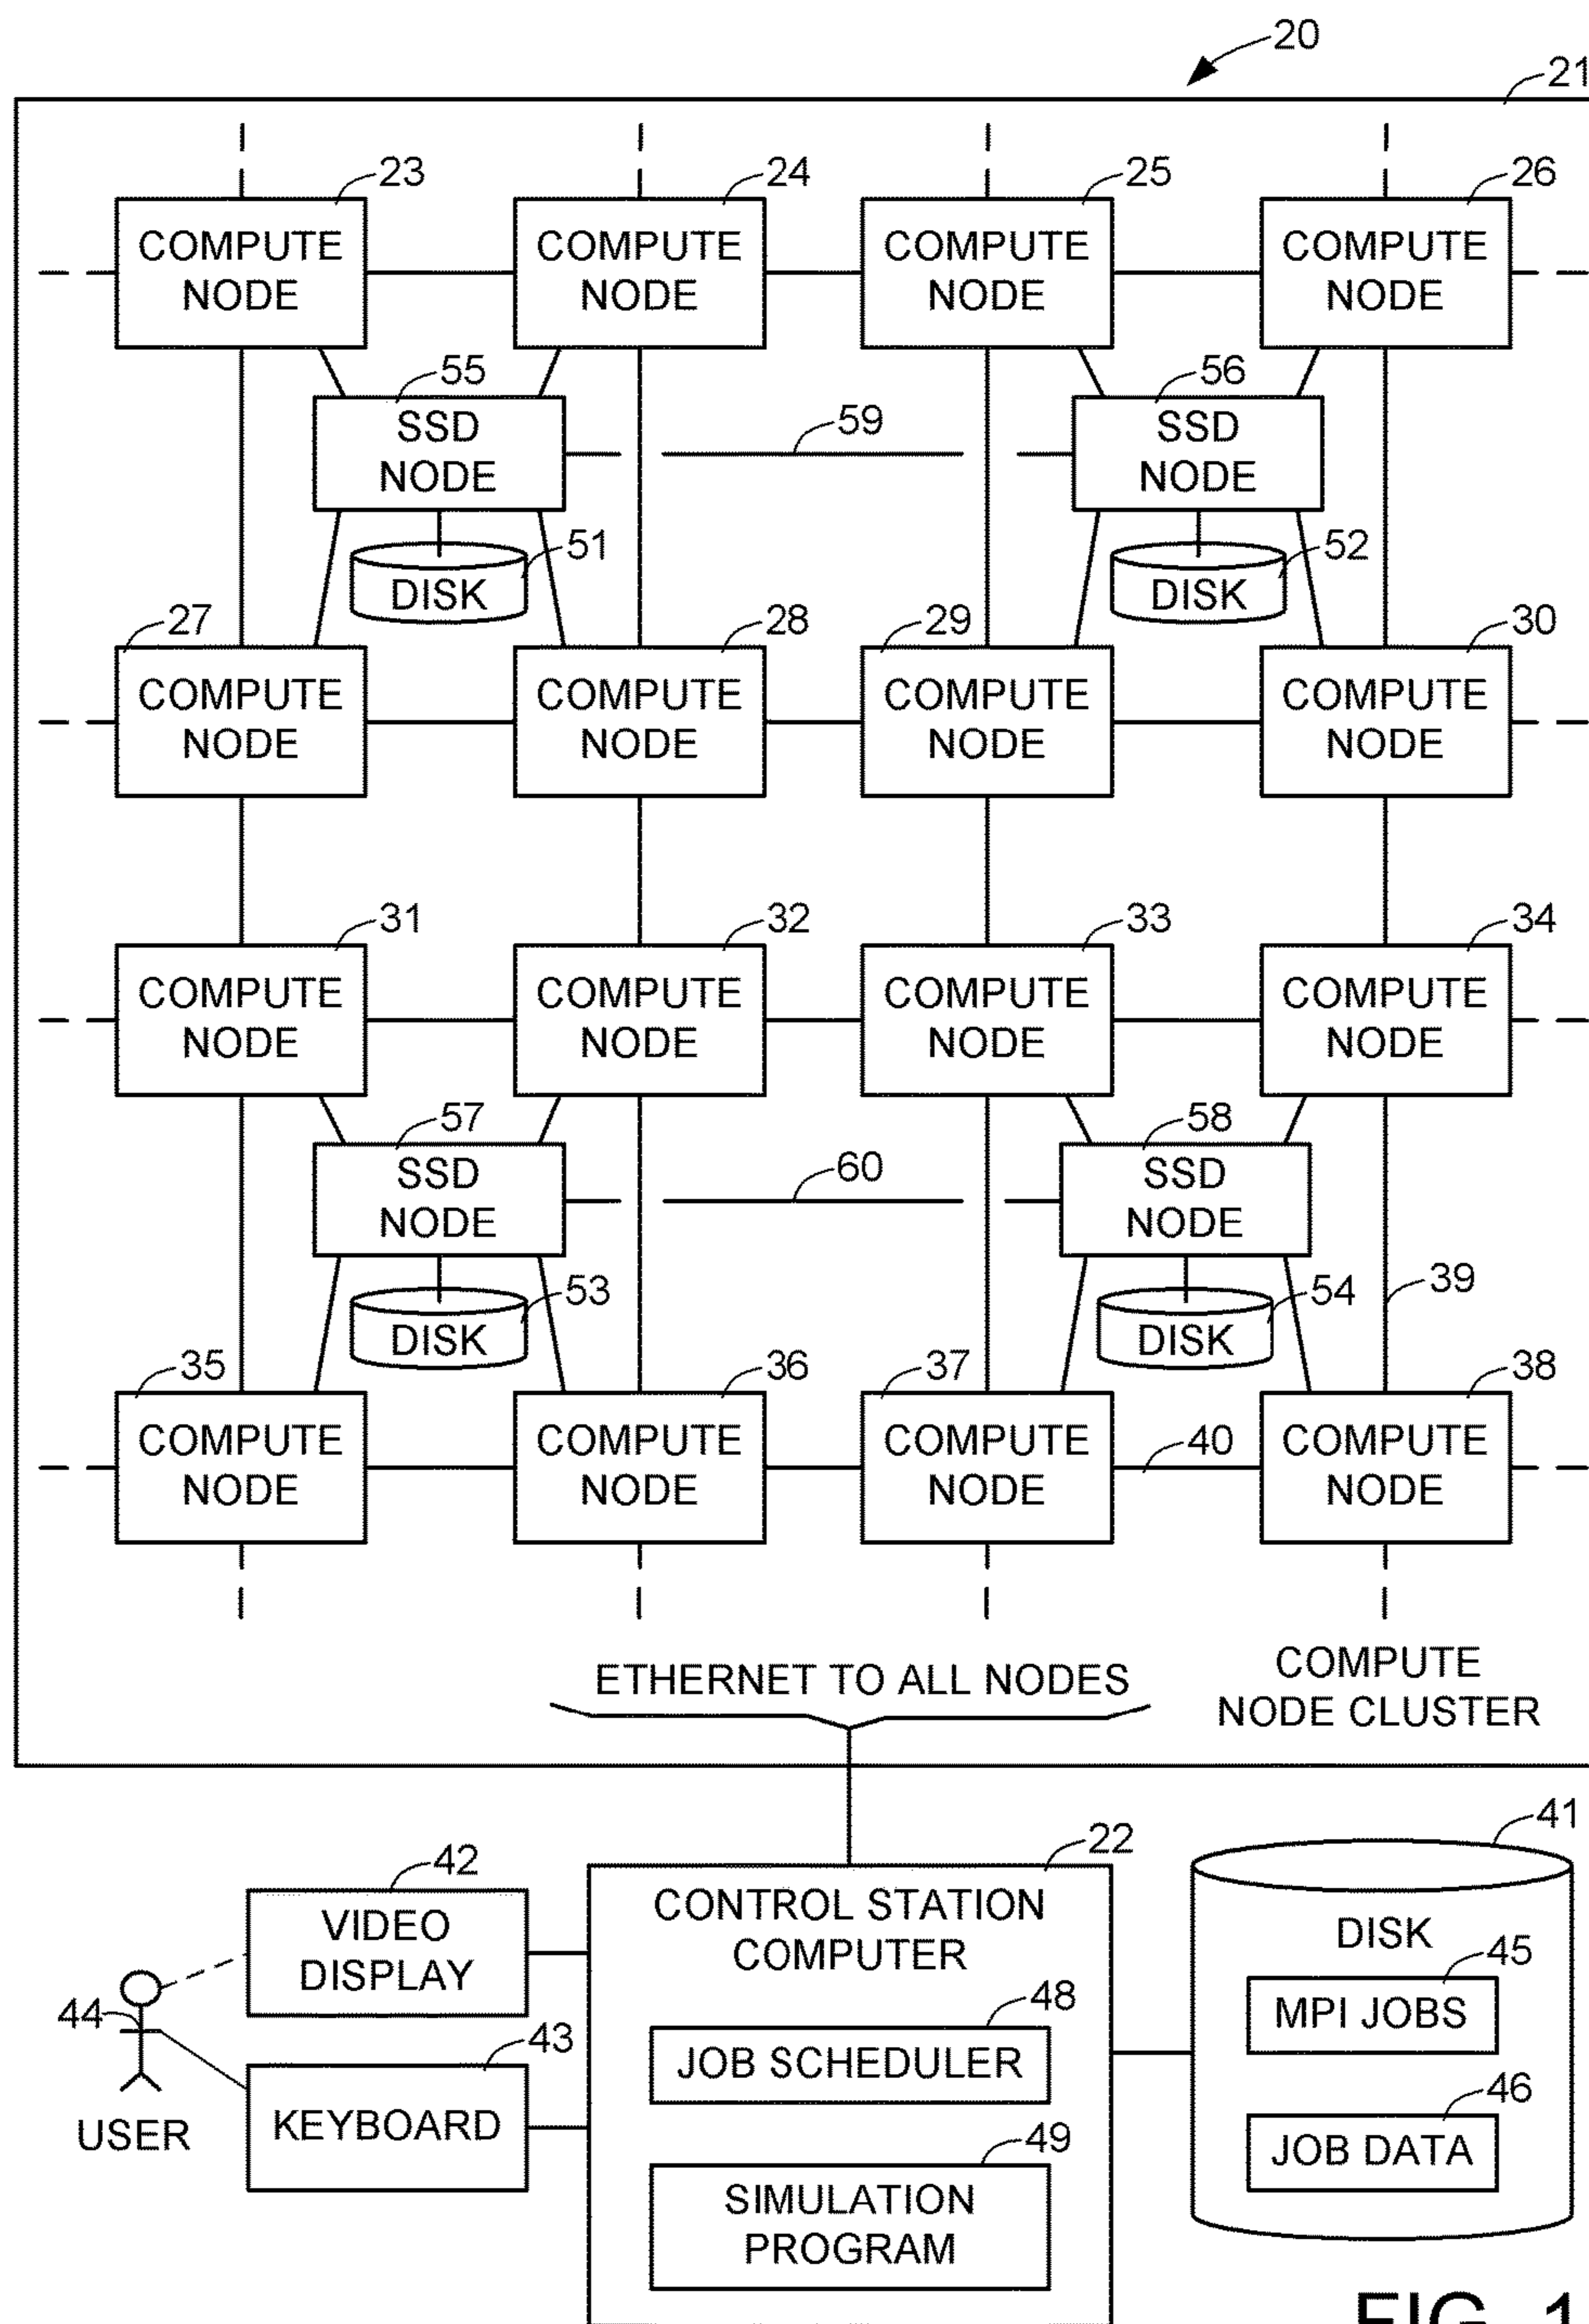 20
21
23 24 25 26
COMPUTE NODE COMPUTE NODE COMPUTE NODE COMPUTE NODE
55 56
SSD NODE 59 SSD NODE
51 52
DISK DISK
27 28 29 30
COMPUTE NODE COMPUTE NODE COMPUTE NODE COMPUTE NODE
31 32 33 34
COMPUTE NODE COMPUTE NODE COMPUTE NODE COMPUTE NODE
57 58
SSD NODE 60 SSD NODE
53 54 39
DISK DISK
35 36 37 38
COMPUTE NODE COMPUTE NODE COMPUTE NODE COMPUTE NODE
40
ETHERNET TO ALL NODES
COMPUTE
NODE CLUSTER
22
41
42
VIDEO
DISPLAY
44
USER
43
KEYBOARD
CONTROL STATION
COMPUTER
48
JOB SCHEDULER
49
SIMULATION
PROGRAM
DISK
45
MPI JOBS
46
JOB DATA
FIG. 1